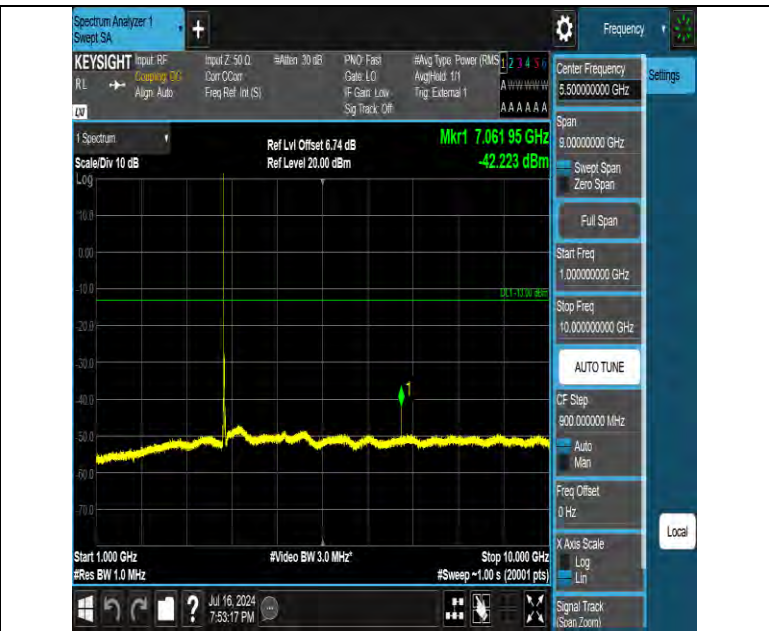 Spectrum Analyzer 1
Swept SA
+
Frequency
KEYSIGHT
RL
Input: RF
Coupling: DC
Align: Auto
Input Z: 50 Ω
Corr CCorr
Freq Ref: Int (S)
#Atten: 30 dB
PNO: Fast
Gate: LO
IF Gain: Low
Sig Track: Off
#Avg Type: Power (RMS
Avg|Hold: 1/1
Trig: External 1
1 2 3 4 5 6
A W W W W W
A A A A A A
Center Frequency
5.500000000 GHz
Settings
Span
9.00000000 GHz
Swept Span
Zero Span
Full Span
Start Freq
1.000000000 GHz
Stop Freq
10.000000000 GHz
AUTO TUNE
CF Step
900.000000 MHz
Auto
Man
Freq Offset
0 Hz
X Axis Scale
Log
Lin
Signal Track
(Span Zoom)
Local
1 Spectrum
Scale/Div 10 dB
Ref Lvl Offset 6.74 dB
Ref Level 20.00 dBm
Mkr1 7.061 95 GHz
-42.223 dBm
Log
10.0
0.00
-10.0
DL1 -13.00 dBm
-20.0
-30.0
-40.0
1
-50.0
-60.0
-70.0
Start 1.000 GHz
#Res BW 1.0 MHz
#Video BW 3.0 MHz*
Stop 10.000 GHz
#Sweep ~1.00 s (20001 pts)
?
Jul 16, 2024
7:53:17 PM